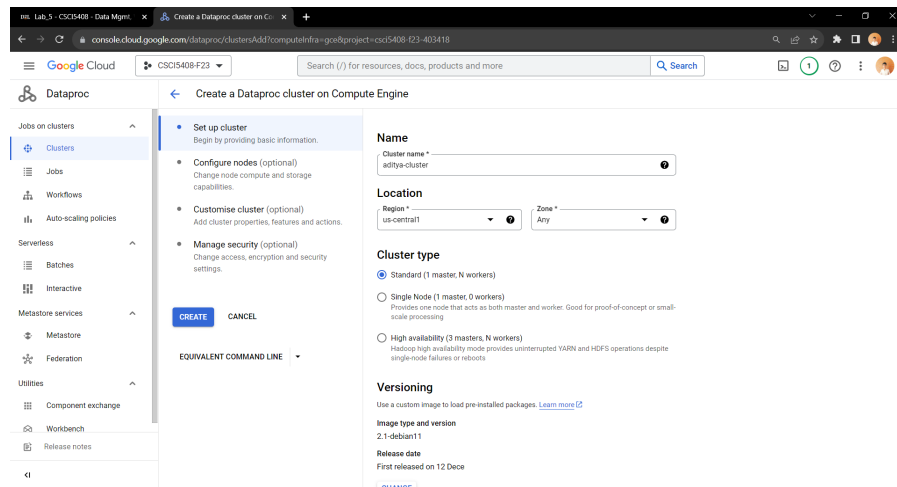 Lab_5 - CSCI5408 - Data Mgmt,
Create a Dataproc cluster on Co
console.cloud.google.com/dataproc/clustersAdd?computeInfra=gce&project=csci5408-f23-403418
Google Cloud
CSCI5408-F23
Search (/) for resources, docs, products and more
Search
1
Dataproc
Create a Dataproc cluster on Compute Engine
Jobs on clusters
Clusters
Jobs
Workflows
Auto-scaling policies
Serverless
Batches
Interactive
Metastore services
Metastore
Federation
Utilities
Component exchange
Workbench
Release notes
Set up cluster
Begin by providing basic information.
Configure nodes (optional)
Change node compute and storage
capabilities.
Customise cluster (optional)
Add cluster properties, features and actions.
Manage security (optional)
Change access, encryption and security
settings.
CREATE
CANCEL
EQUIVALENT COMMAND LINE
Name
Cluster name *
aditya-cluster
Location
Region *
us-central1
Zone *
Any
Cluster type
Standard (1 master, N workers)
Single Node (1 master, 0 workers)
Provides one node that acts as both master and worker. Good for proof-of-concept or small-
scale processing
High availability (3 masters, N workers)
Hadoop high availability mode provides uninterrupted YARN and HDFS operations despite
single-node failures or reboots
Versioning
Use a custom image to load pre-installed packages. Learn more
Image type and version
2.1-debian11
Release date
First released on 12 Dece
CHANGE